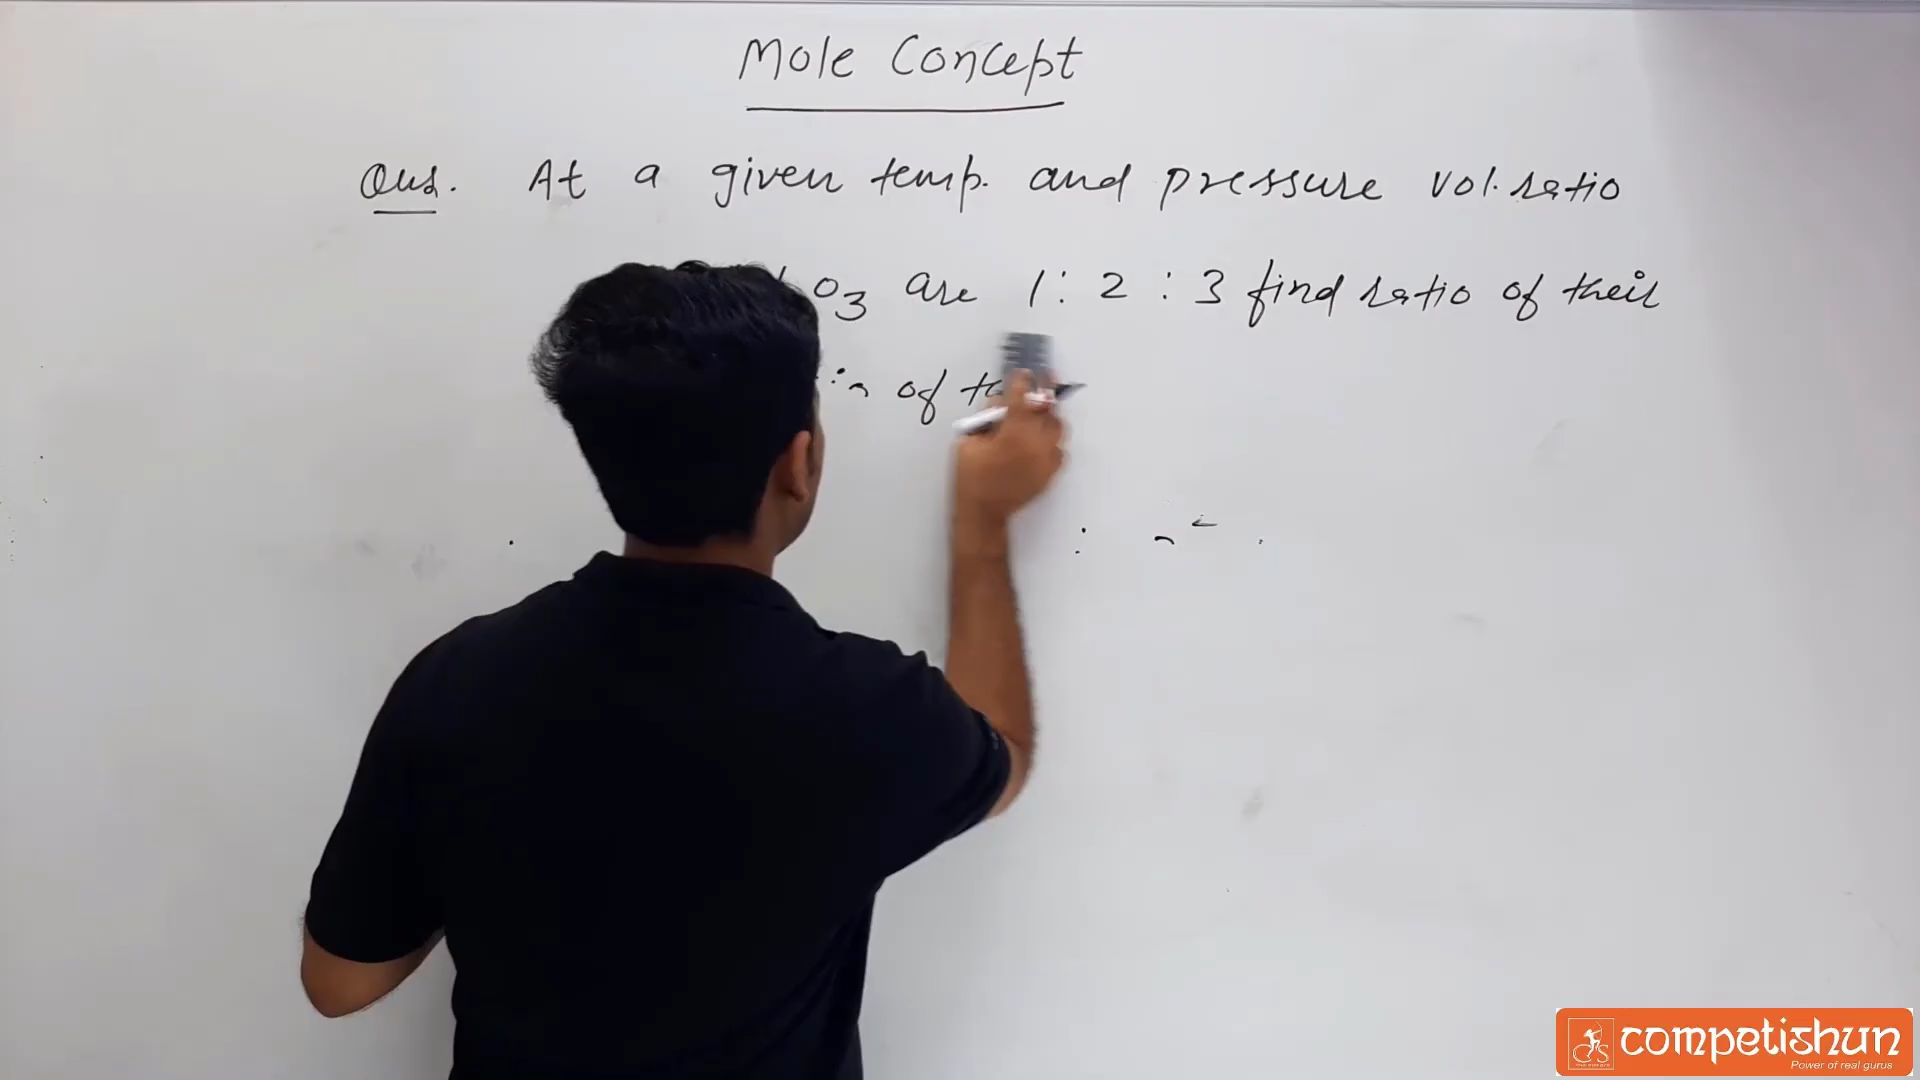 Mole Concept
Ques. At a given temp. and pressure vol. ratio
O3 are 1 : 2 : 3 find ratio of their
of
competishun
Power of real gurus